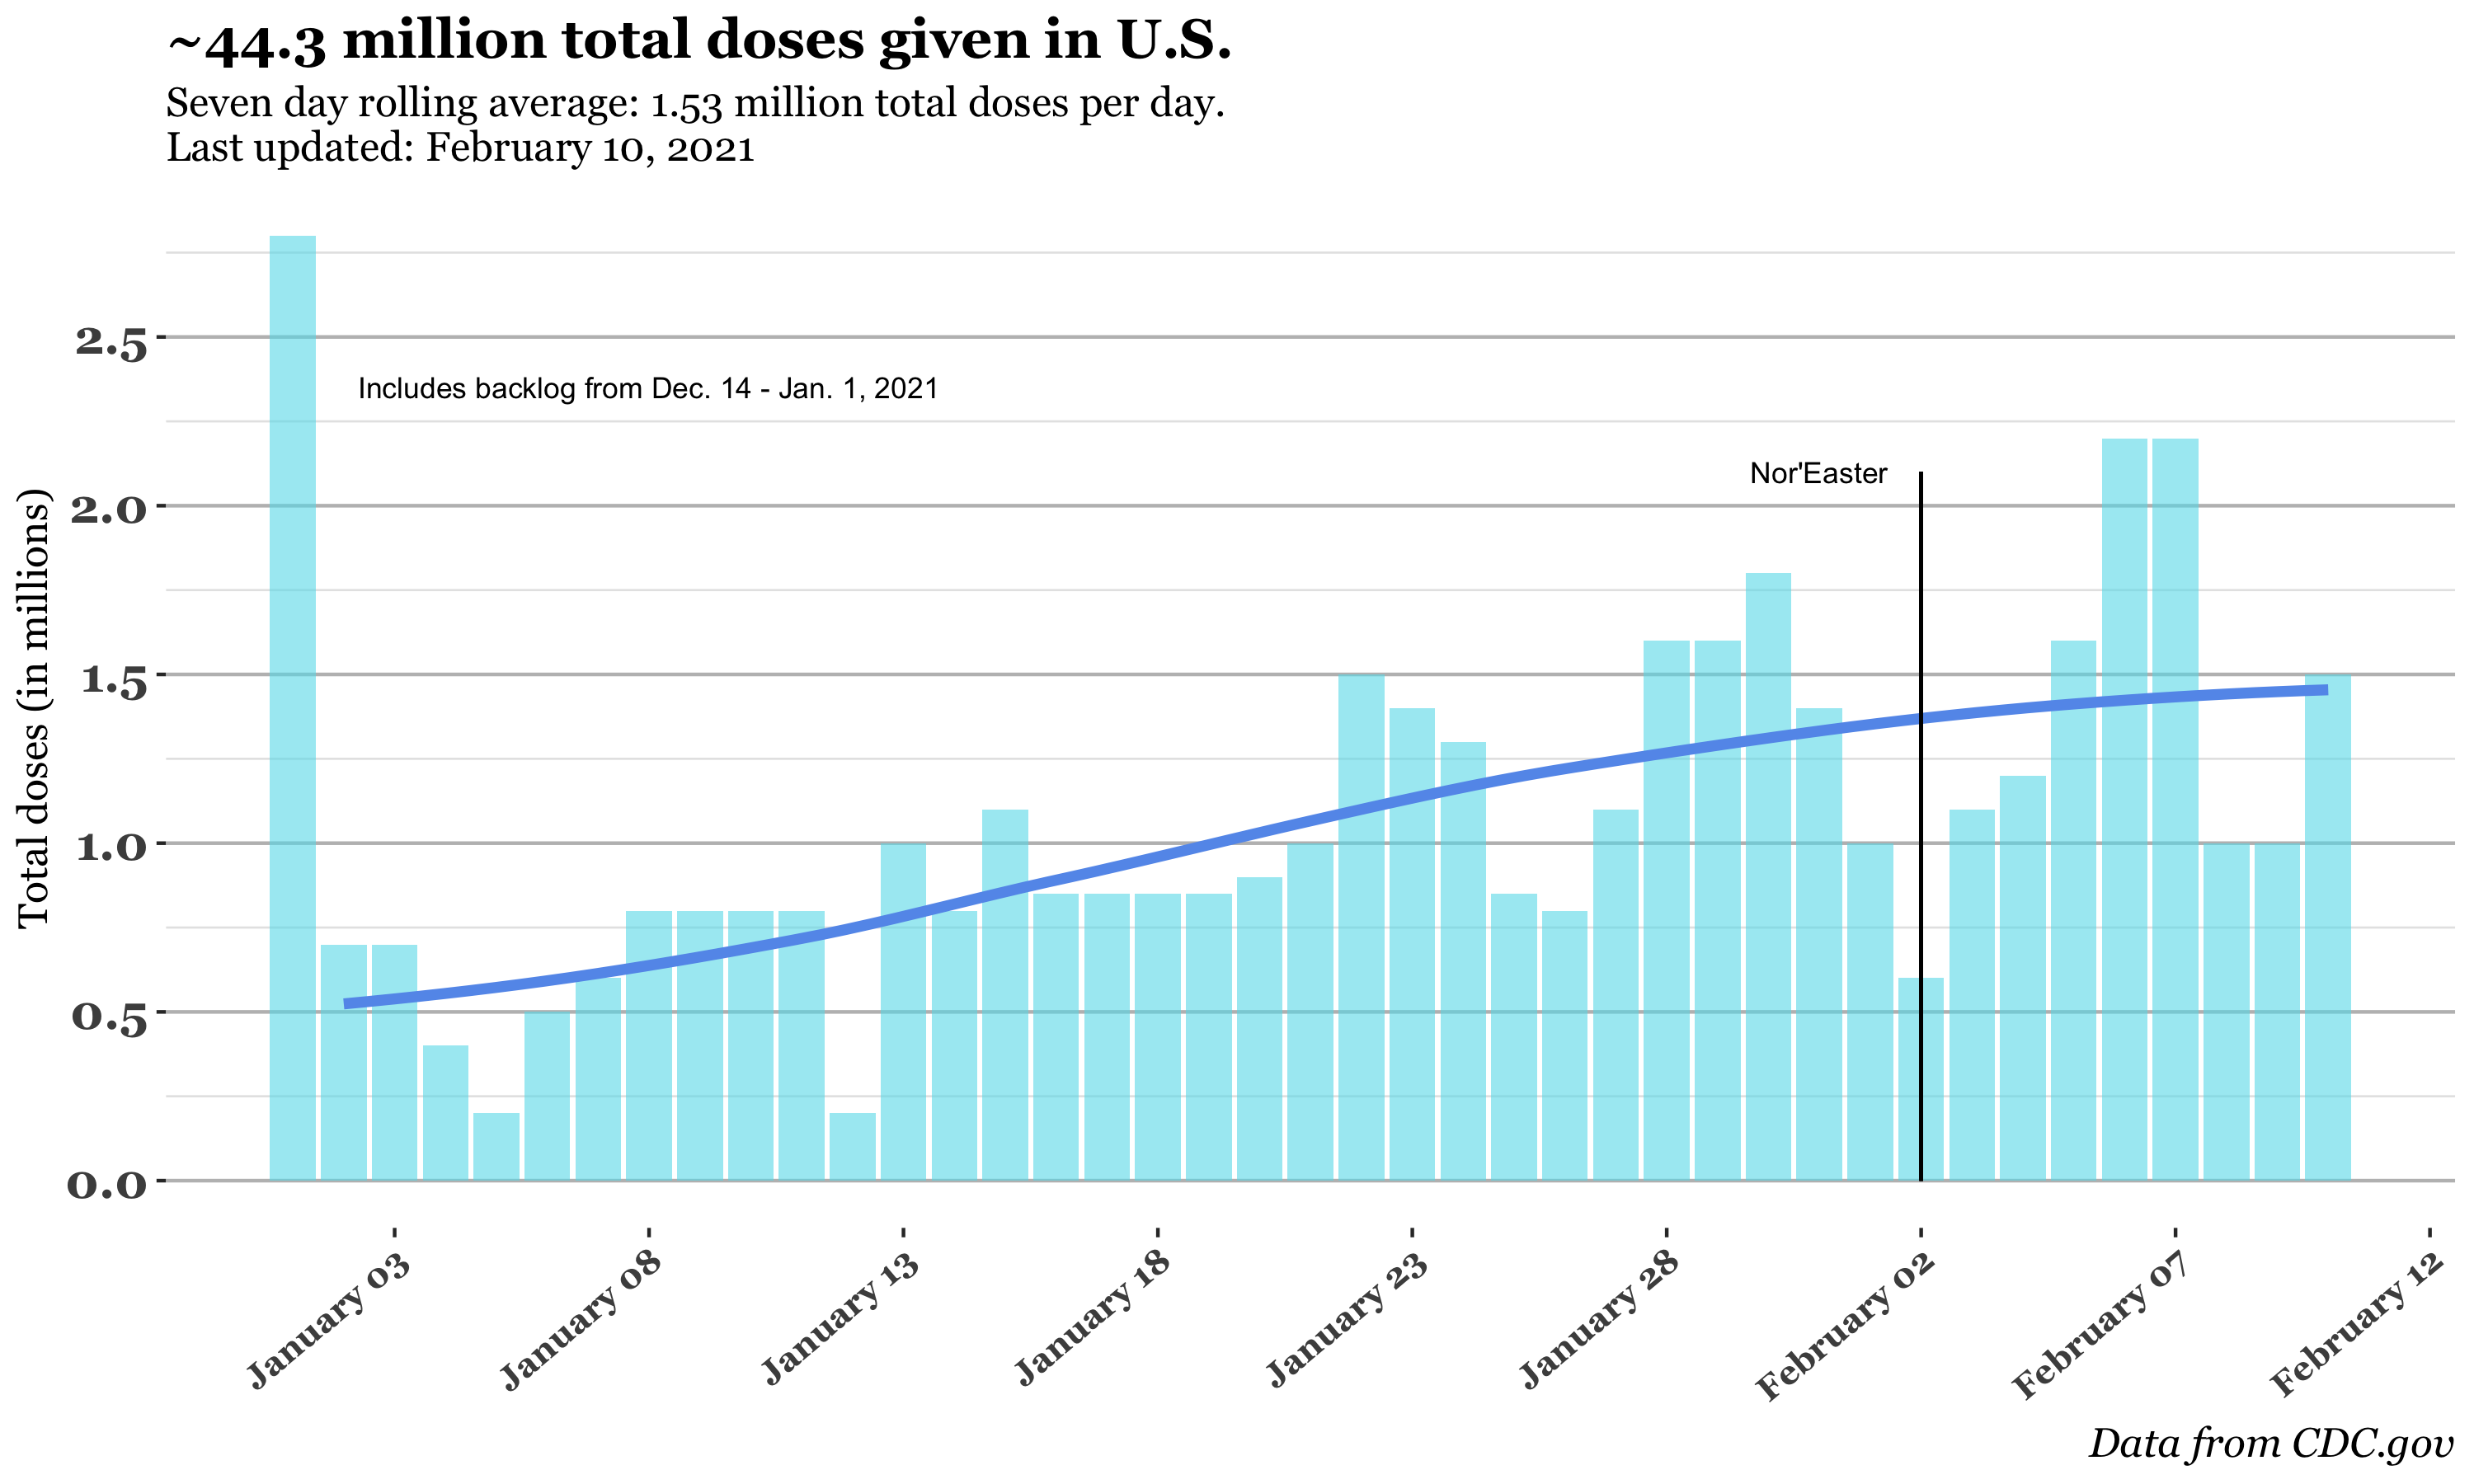 ~44.3 million total doses given in U.S.
Seven day rolling average: 1.53 million total doses per day.
Last updated: February 10, 2021
Total doses (in millions)
2.5
2.0
1.5
1.0
0.5
0.0
Includes backlog from Dec. 14 - Jan. 1, 2021
Nor'Easter
January 03
January 08
January 13
January 18
January 23
January 28
February 02
February 07
February 12
Data from CDC.gov